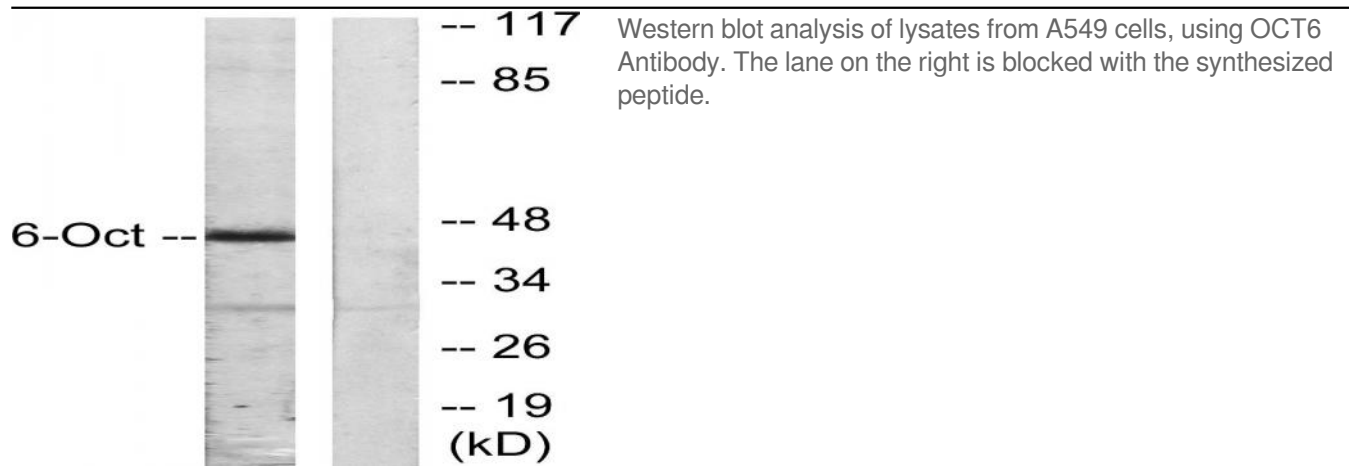 -- 117
-- 85
6-Oct --
-- 48
-- 34
-- 26
-- 19
(kD)
Western blot analysis of lysates from A549 cells, using OCT6
Antibody. The lane on the right is blocked with the synthesized
peptide.